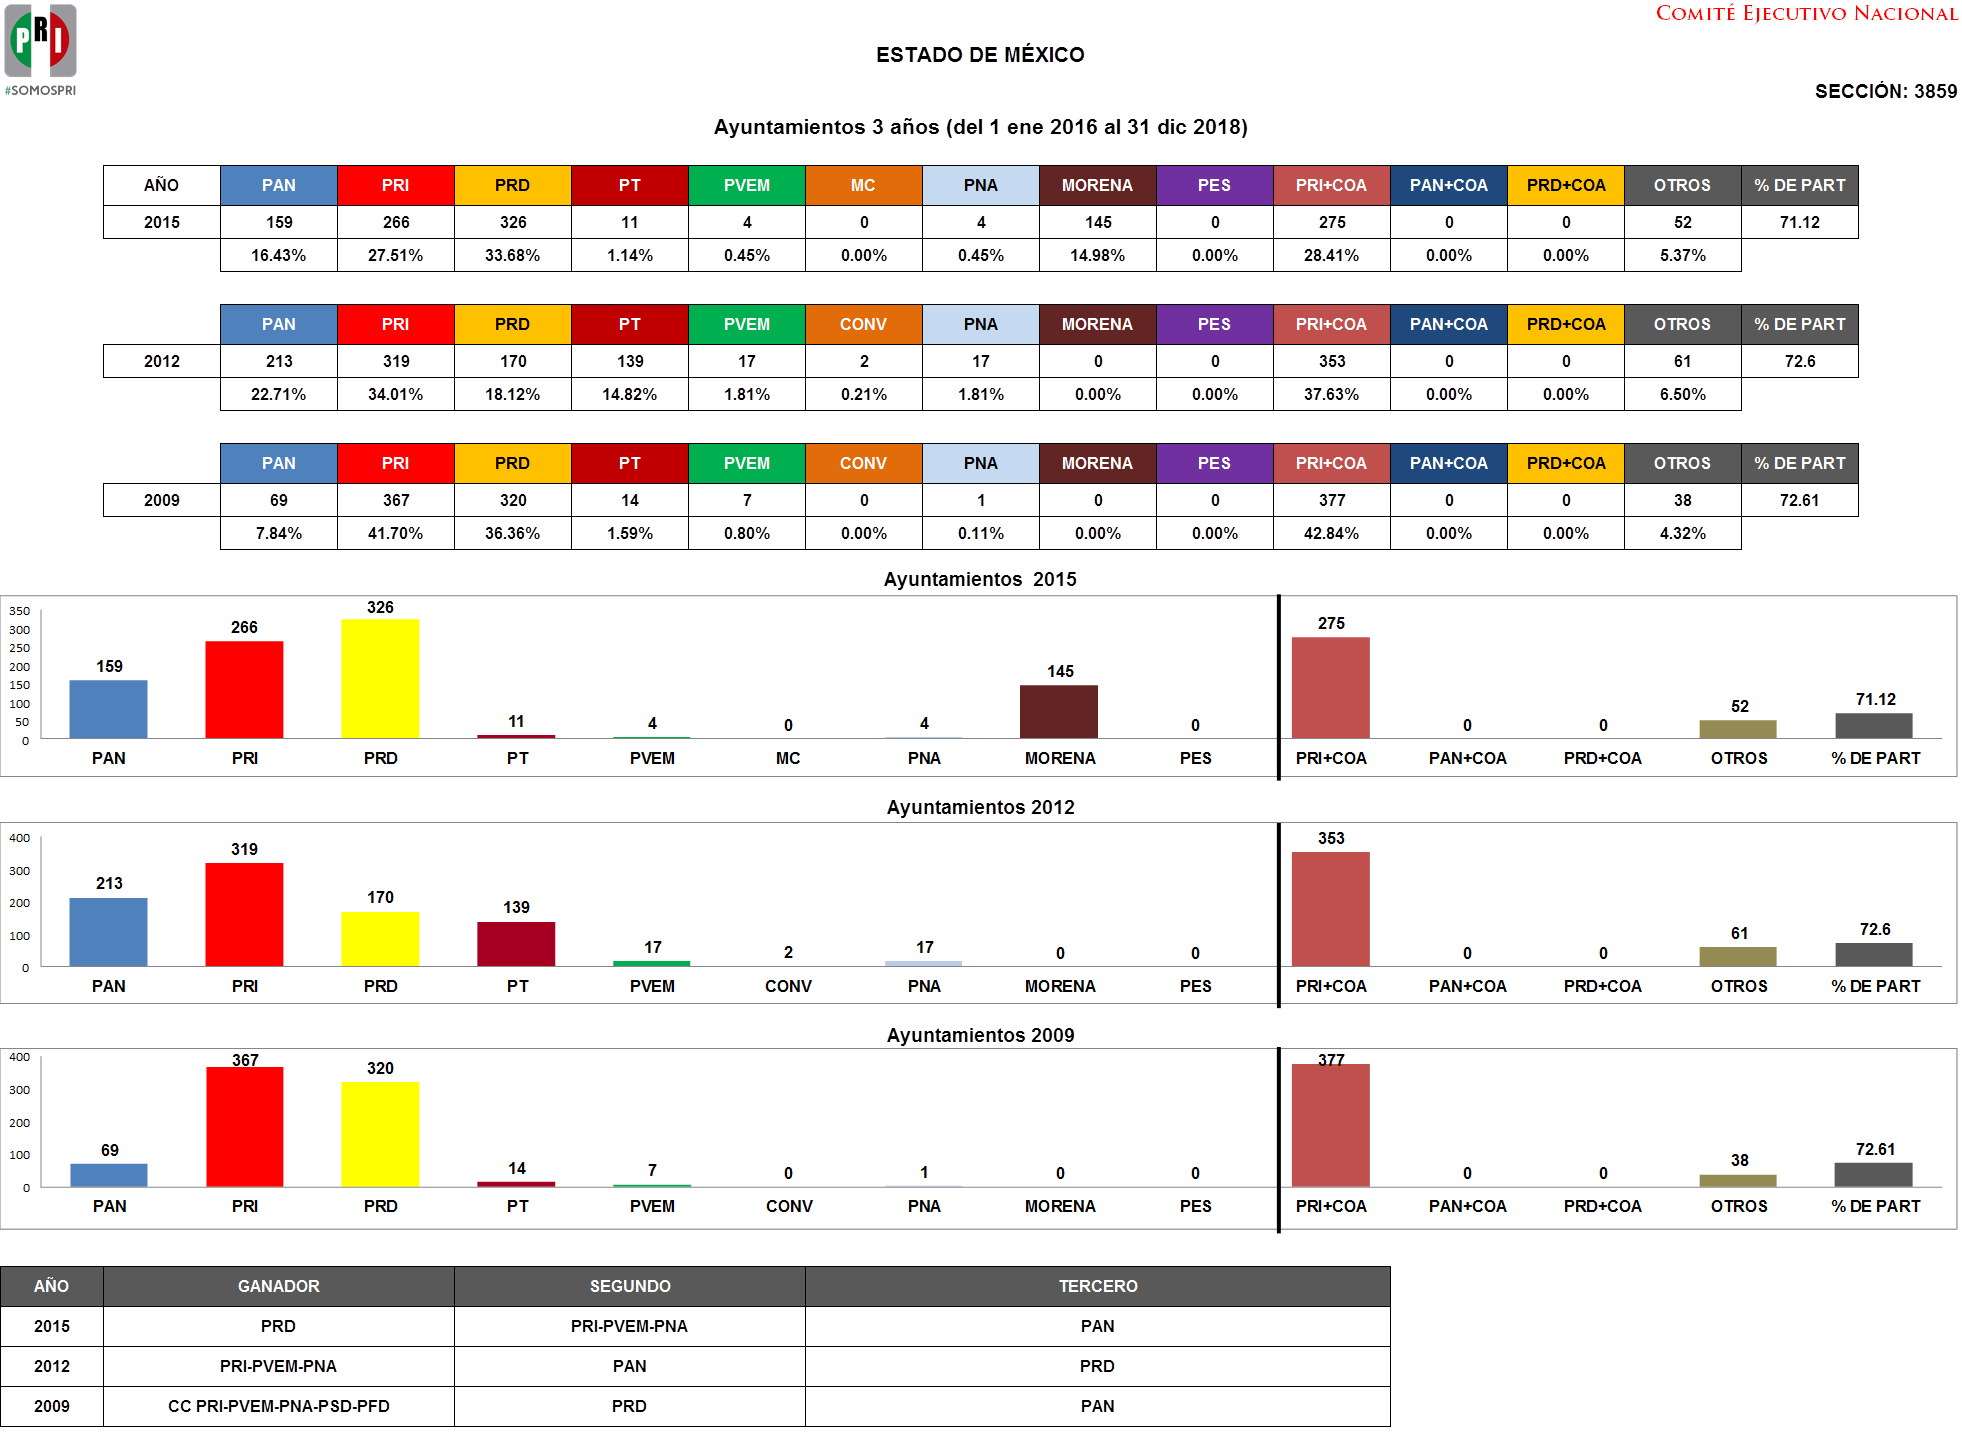 PRI
#SOMOSPRI
COMITÉ EJECUTIVO NACIONAL
ESTADO DE MÉXICO
SECCIÓN: 3859
Ayuntamientos 3 años (del 1 ene 2016 al 31 dic 2018)
AÑO PAN PRI PRD PT PVEM MC PNA MORENA PES PRI+COA PAN+COA PRD+COA OTROS % DE PART
2015 159 266 326 11 4 0 4 145 0 275 0 0 52 71.12
16.43% 27.51% 33.68% 1.14% 0.45% 0.00% 0.45% 14.98% 0.00% 28.41% 0.00% 0.00% 5.37%
PAN PRI PRD PT PVEM CONV PNA MORENA PES PRI+COA PAN+COA PRD+COA OTROS % DE PART
2012 213 319 170 139 17 2 17 0 0 353 0 0 61 72.6
22.71% 34.01% 18.12% 14.82% 1.81% 0.21% 1.81% 0.00% 0.00% 37.63% 0.00% 0.00% 6.50%
PAN PRI PRD PT PVEM CONV PNA MORENA PES PRI+COA PAN+COA PRD+COA OTROS % DE PART
2009 69 367 320 14 7 0 1 0 0 377 0 0 38 72.61
7.84% 41.70% 36.36% 1.59% 0.80% 0.00% 0.11% 0.00% 0.00% 42.84% 0.00% 0.00% 4.32%
Ayuntamientos 2015
350
300
250
200
150
100
50
0
159 266 326 11 4 0 4 145 0 275 0 0 52 71.12
PAN PRI PRD PT PVEM MC PNA MORENA PES PRI+COA PAN+COA PRD+COA OTROS % DE PART
Ayuntamientos 2012
400
300
200
100
0
213 319 170 139 17 2 17 0 0 353 0 0 61 72.6
PAN PRI PRD PT PVEM CONV PNA MORENA PES PRI+COA PAN+COA PRD+COA OTROS % DE PART
Ayuntamientos 2009
400
300
200
100
0
69 367 320 14 7 0 1 0 0 377 0 0 38 72.61
PAN PRI PRD PT PVEM CONV PNA MORENA PES PRI+COA PAN+COA PRD+COA OTROS % DE PART
AÑO GANADOR SEGUNDO TERCERO
2015 PRD PRI-PVEM-PNA PAN
2012 PRI-PVEM-PNA PAN PRD
2009 CC PRI-PVEM-PNA-PSD-PFD PRD PAN